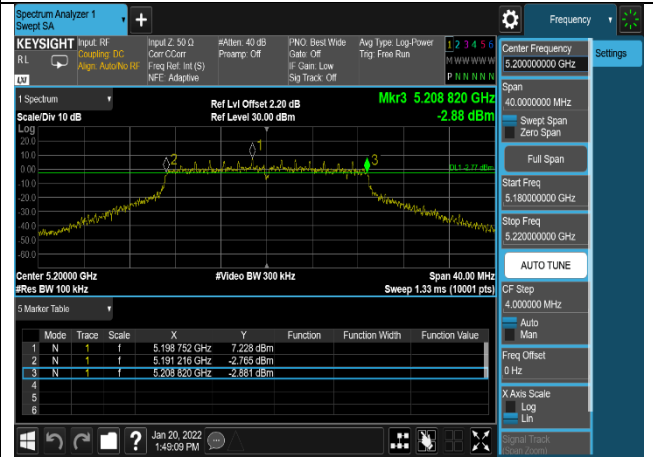 Spectrum Analyzer 1
Swept SA
+
Frequency
KEYSIGHT Input: RF Input Z: 50 Ω #Atten: 40 dB PNO: Best Wide Avg Type: Log-Power 1 2 3 4 5 6
RL Coupling: DC Corr CCorr Preamp: Off Gate: Off Trig: Free Run M W W W W W
Align: Auto/No RF Freq Ref: Int (S) IF Gain: Low
LXI NFE: Adaptive Sig Track: Off P N N N N N
1 Spectrum
Scale/Div 10 dB
Ref Lvl Offset 2.20 dB
Ref Level 30.00 dBm
Mkr3 5.208 820 GHz
-2.88 dBm
Log
20.0
10.0
0.00
-10.0
-20.0
-30.0
-40.0
-50.0
-60.0
1
2
3
DL1 -2.77 dBm
Center 5.20000 GHz #Video BW 300 kHz Span 40.00 MHz
#Res BW 100 kHz Sweep 1.33 ms (10001 pts)
5 Marker Table
Mode Trace Scale X Y Function Function Width Function Value
1 N 1 f 5.198 752 GHz 7.228 dBm
2 N 1 f 5.191 216 GHz -2.765 dBm
3 N 1 f 5.208 820 GHz -2.881 dBm
4
5
6
? Jan 20, 2022
1:49:09 PM
Center Frequency
5.200000000 GHz
Settings
Span
40.0000000 MHz
Swept Span
Zero Span
Full Span
Start Freq
5.180000000 GHz
Stop Freq
5.220000000 GHz
AUTO TUNE
CF Step
4.000000 MHz
Auto
Man
Freq Offset
0 Hz
X Axis Scale
Log
Lin
Signal Track
(Span Zoom)